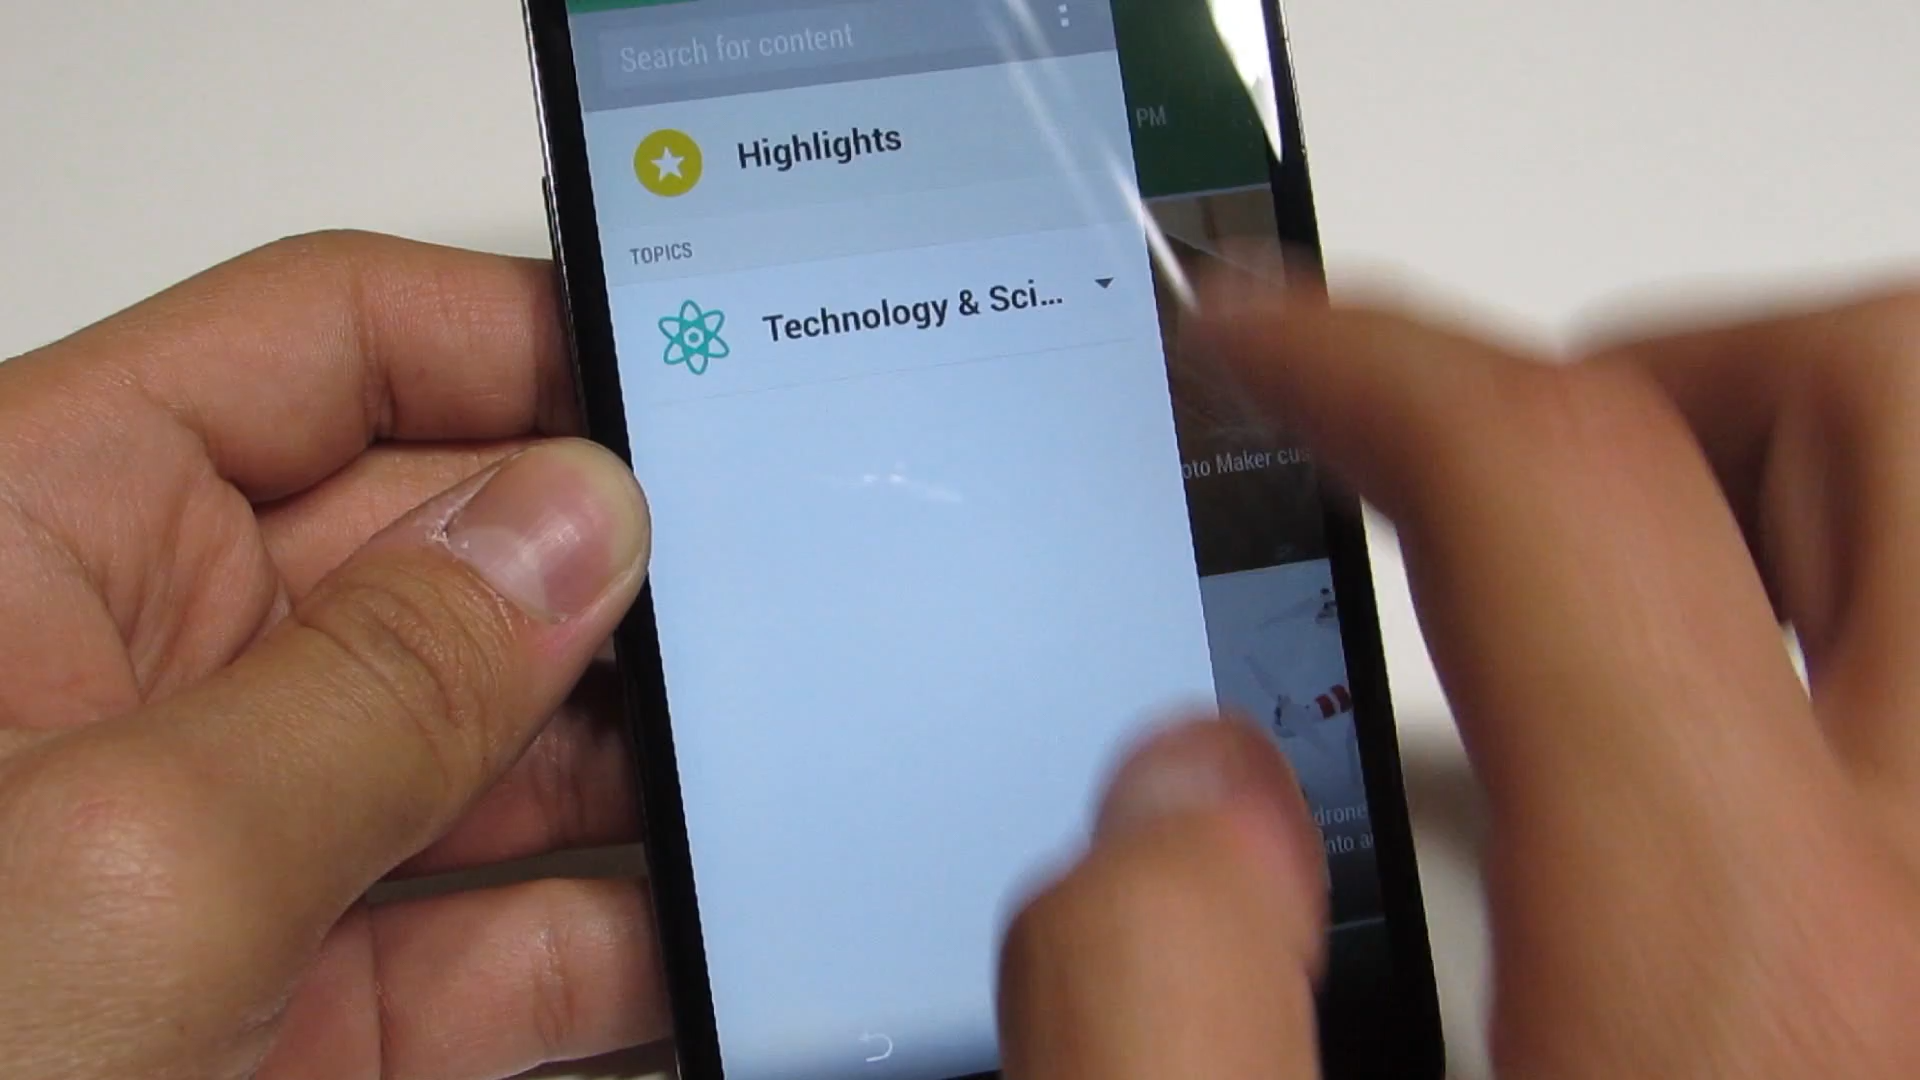 Search for content
PM
Highlights
TOPICS
Technology & Sci...
oto Maker cus
drone
nto a